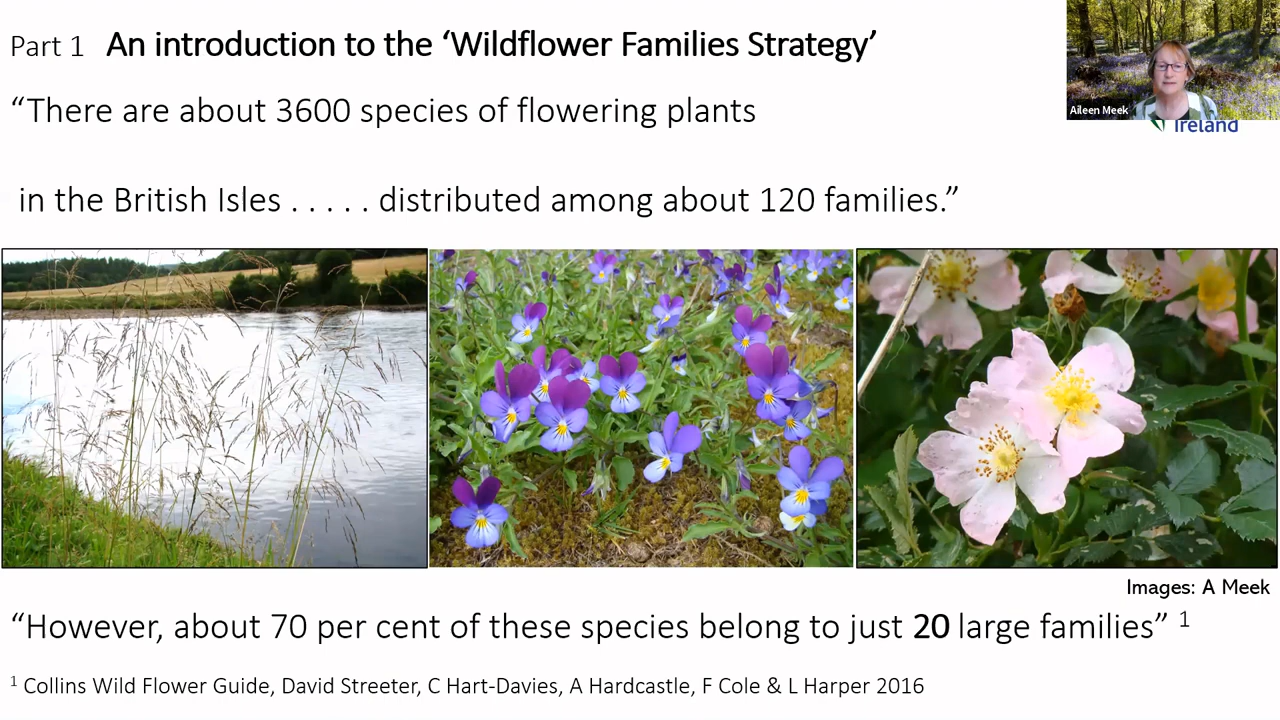 Part 1 An introduction to the ‘Wildflower Families Strategy’
Aileen Meek
Ireland
“There are about 3600 species of flowering plants
in the British Isles . . . . . distributed among about 120 families.”
Images: A Meek
“However, about 70 per cent of these species belong to just 20 large families” 1
1 Collins Wild Flower Guide, David Streeter, C Hart-Davies, A Hardcastle, F Cole & L Harper 2016